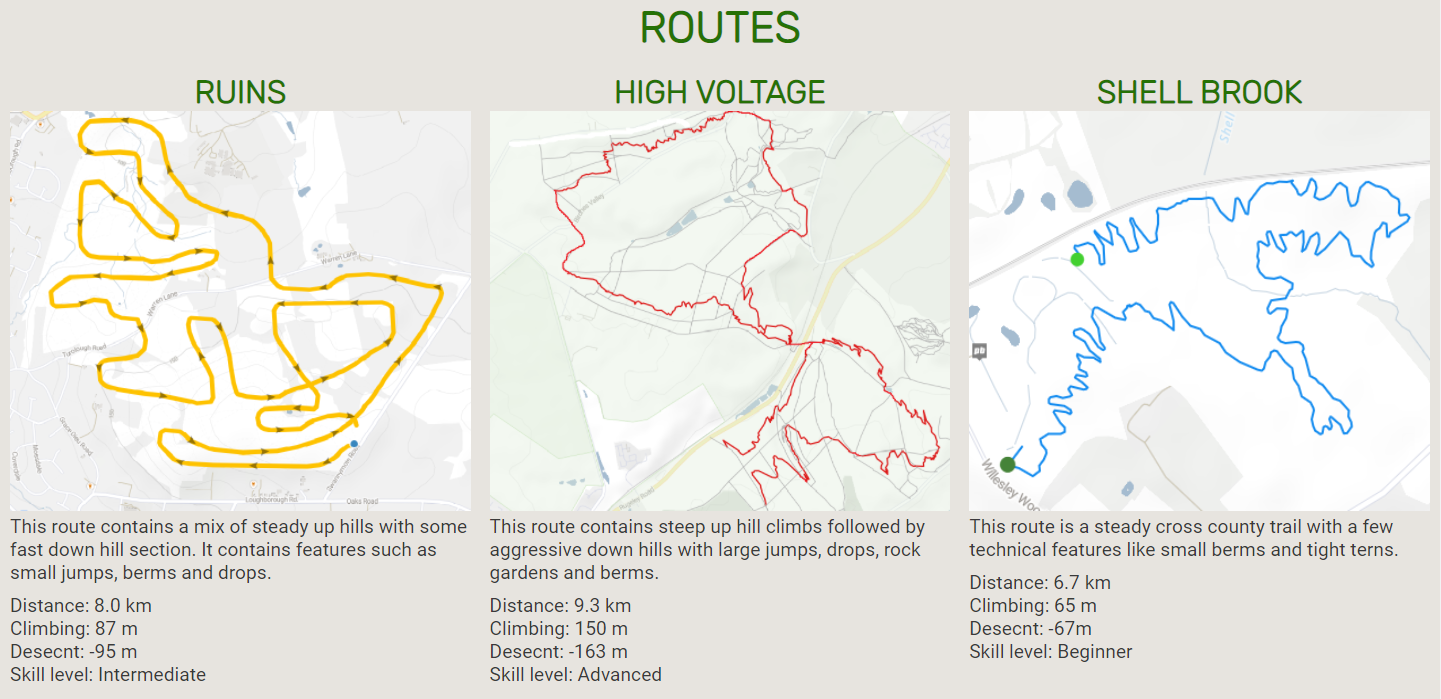 ROUTES
RUINS
HIGH VOLTAGE
SHELL BROOK
Warren Lane
Warren Lane
Loughborough Rd
Oaks Road
Shell
Willesley Woo
This route contains a mix of steady up hills with some
fast down hill section. It contains features such as
small jumps, berms and drops.
Distance: 8.0 km
Climbing: 87 m
Desecnt: -95 m
Skill level: Intermediate
This route contains steep up hill climbs followed by
aggressive down hills with large jumps, drops, rock
gardens and berms.
Distance: 9.3 km
Climbing: 150 m
Desecnt: -163 m
Skill level: Advanced
This route is a steady cross county trail with a few
technical features like small berms and tight terns.
Distance: 6.7 km
Climbing: 65 m
Desecnt: -67m
Skill level: Beginner